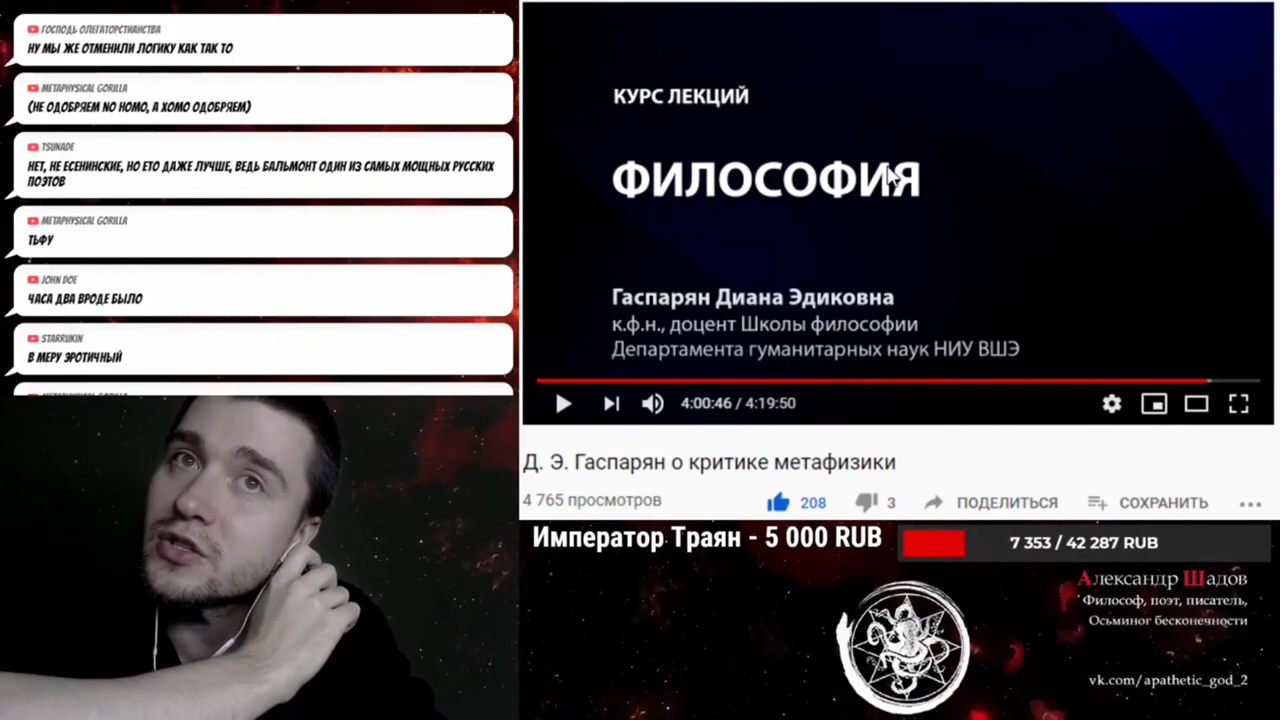 ГОСПОДЬ ОЛЕГАТОРСТИАНСТВА
НУ МЫ ЖЕ ОТМЕНИЛИ ЛОГИКУ КАК ТАК ТО
METAPHYSICAL GORILLA
(НЕ ОДОБРЯЕМ NO HOMO, А ХОМО ОДОБРЯЕМ)
TSUNADE
НЕТ, НЕ ЕСЕНИНСКИЕ, НО ЕТО ДАЖЕ ЛУЧШЕ, ВЕДЬ БАЛЬМОНТ ОДИН ИЗ САМЫХ МОЩНЫХ РУССКИХ
ПОЭТОВ
METAPHYSICAL GORILLA
ТЬФУ
JOHN DOE
ЧАСА ДВА ВРОДЕ БЫЛО
STARRUKIN
В МЕРУ ЭРОТИЧНЫЙ
КУРС ЛЕКЦИЙ
ФИЛОСОФИЯ
Гаспарян Диана Эдиковна
к.ф.н., доцент Школы философии
Департамента гуманитарных наук НИУ ВШЭ
4:00:46 / 4:19:50
Д. Э. Гаспарян о критике метафизики
4 765 просмотров
208
3
ПОДЕЛИТЬСЯ
СОХРАНИТЬ
Император Траян - 5 000 RUB
7 353 / 42 287 RUB
Александр Шадов
Философ, поэт, писатель,
Осьминог бесконечности
vk.com/apathetic_god_2